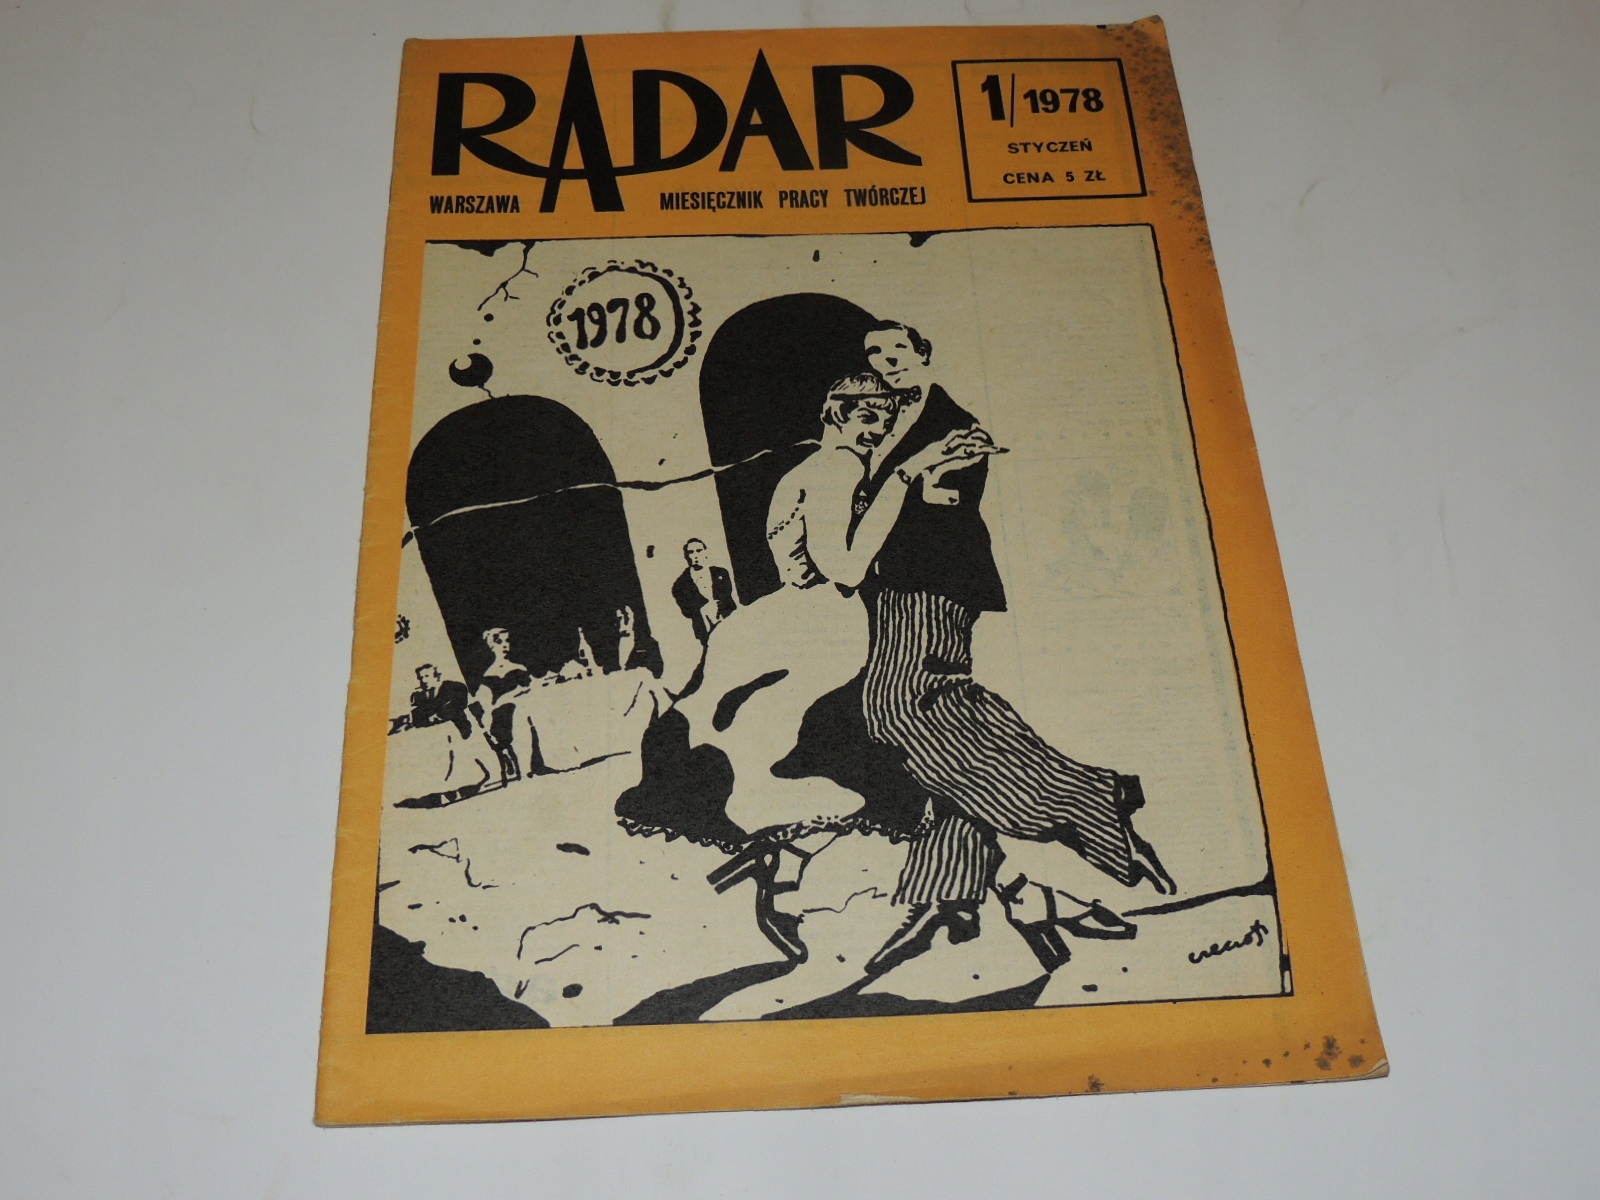 RADAR
WARSZAWA
MIESIĘCZNIK PRACY TWÓRCZEJ
1/1978
STYCZEŃ
CENA 5 ZŁ
1978